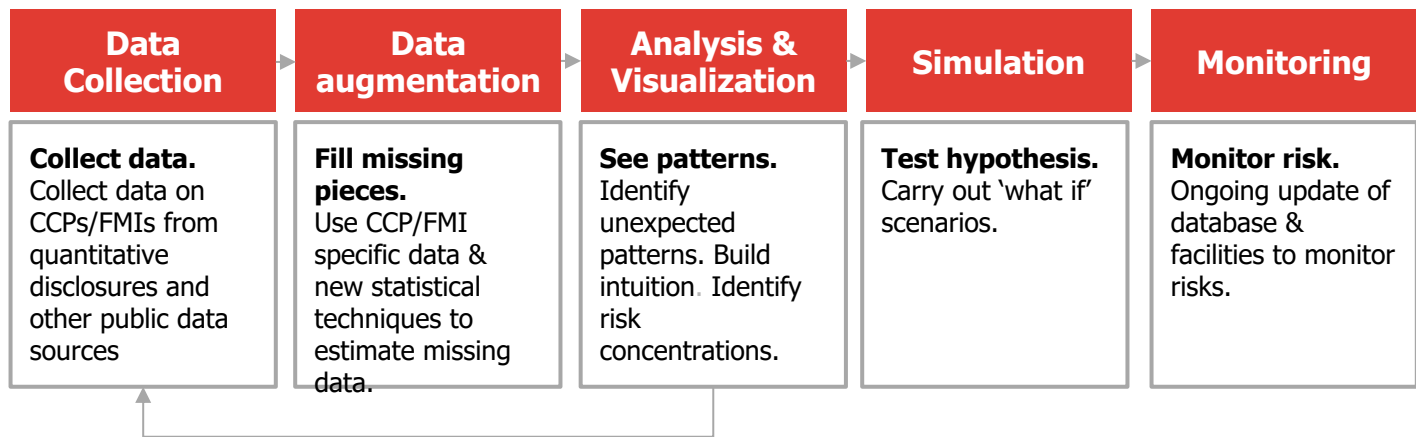 Data
Collection
Data
augmentation
Analysis &
Visualization
Simulation
Monitoring
Collect data.
Collect data on
CCPs/FMIs from
quantitative
disclosures and
other public data
sources
Fill missing
pieces.
Use CCP/FMI
specific data &
new statistical
techniques to
estimate missing
data.
See patterns.
Identify
unexpected
patterns. Build
intuition. Identify
risk
concentrations.
Test hypothesis.
Carry out ‘what if’
scenarios.
Monitor risk.
Ongoing update of
database &
facilities to monitor
risks.